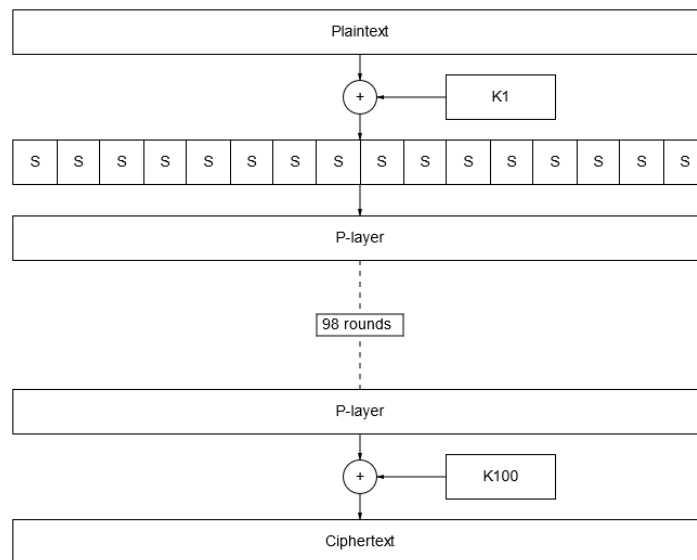 Plaintext
+ K1
S S S S S S S S S S S S S S S S
P-layer
98 rounds
P-layer
+ K100
Ciphertext